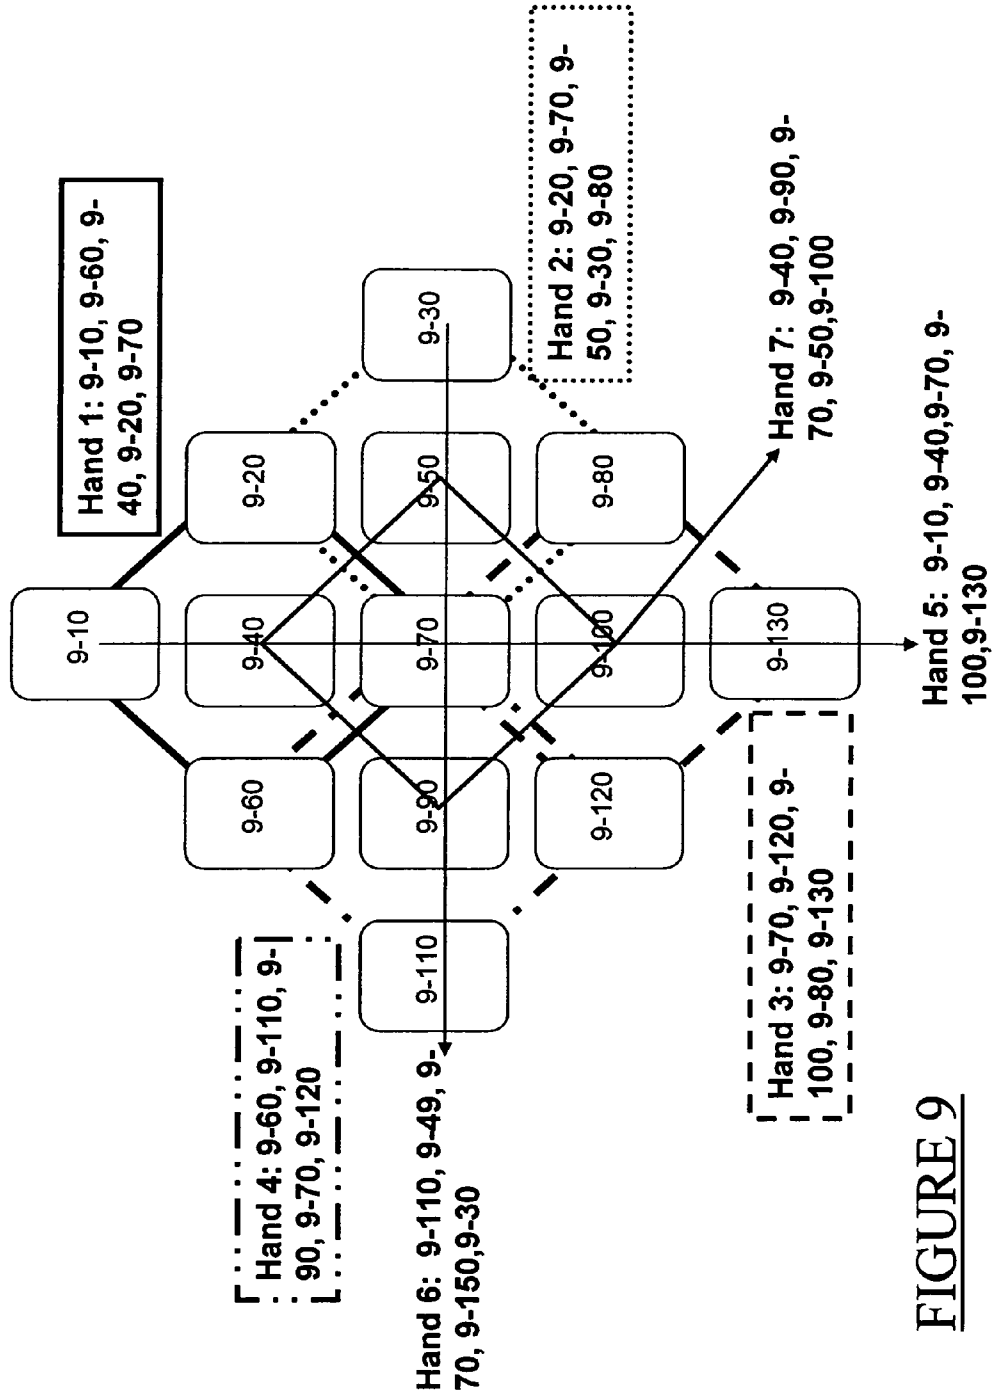 Hand 1: 9-10, 9-60, 9-
40, 9-20, 9-70
Hand 2: 9-20, 9-70, 9-
50, 9-30, 9-80
Hand 7:  9-40, 9-90, 9-
70, 9-50,9-100
Hand 5:  9-10, 9-40,9-70, 9-
100,9-130
Hand 3: 9-70, 9-120, 9-
100, 9-80, 9-130
Hand 4: 9-60, 9-110, 9-
90, 9-70, 9-120
Hand 6:  9-110, 9-49, 9-
70, 9-150,9-30
9-10
9-20
9-30
9-40
9-50
9-60
9-70
9-80
9-90
9-100
9-110
9-120
9-130
FIGURE 9